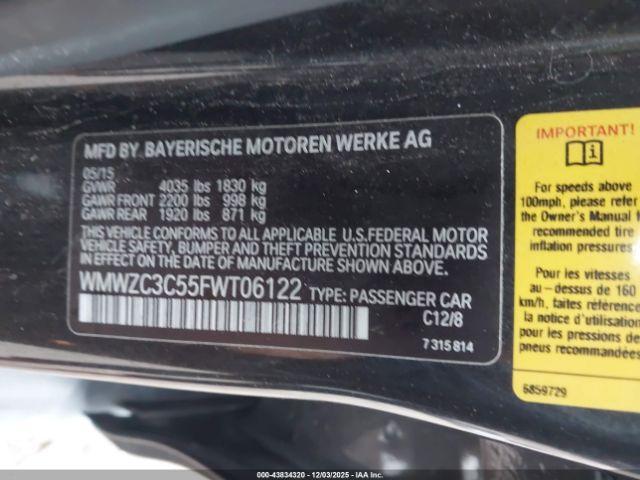 MFD BY. BAYERISCHE MOTOREN WERKE AG
05/15
GVWR 4035 lbs 1830 kg
GAWR FRONT 2200 lbs 998 kg
GAWR REAR 1920 lbs 871 kg
THIS VEHICLE CONFORMS TO ALL APPLICABLE U.S.FEDERAL MOTOR
VEHICLE SAFETY, BUMPER AND THEFT PREVENTION STANDARDS
IN EFFECT ON THE DATE OF MANUFACTURE SHOWN ABOVE.
WMWZC3C55FWT06122 TYPE: PASSENGER CAR
C12/8
7 315 814
IMPORTANT!
i
For speeds above
100mph, please refer
the Owner's Manual
recommended tire
inflation pressures
Pour les vitesses
au-dessus de 160
km/h, faites référence
notice d'utilisation
pour les pressions de
pneus recommandées
6859729
000-43834320 12/03/2025 IAA Inc.